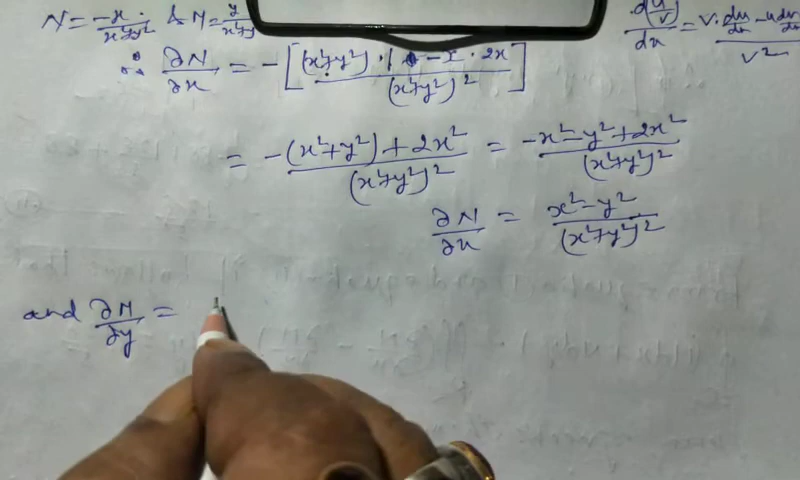 N = -x/x²+y² & M = y/x²+y
∴ ∂N/∂x = -[(x²+y²)·1 - x·2x/(x²+y²)²]
d(u/v)/dx = v·du/dx - u dv/dx/v²
= -(x²+y²)+2x²/(x²+y²)² = -x²-y²+2x²/(x²+y²)²
∂N/∂x = x²-y²/(x²+y²)²
and ∂M/∂y =